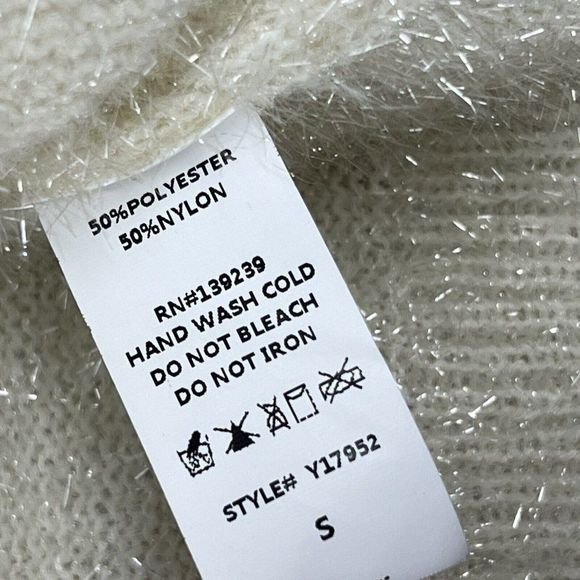 50%POLYESTER
50%NYLON
RN#139239
HAND WASH COLD
DO NOT BLEACH
DO NOT IRON
STYLE# Y17952
S